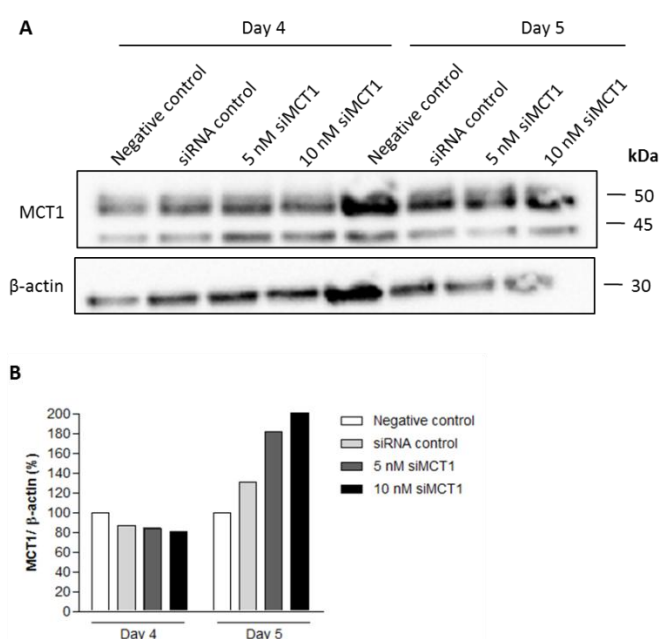 A
Day 4 Day 5
Negative control siRNA control 5 nM siMCT1 10 nM siMCT1 Negative control siRNA control 5 nM siMCT1 10 nM siMCT1
kDa
MCT1
50
45
β-actin
30
B
MCT1/ β-actin (%)
200
180
160
140
120
100
80
60
40
20
0
Day 4 Day 5
Negative control
siRNA control
5 nM siMCT1
10 nM siMCT1